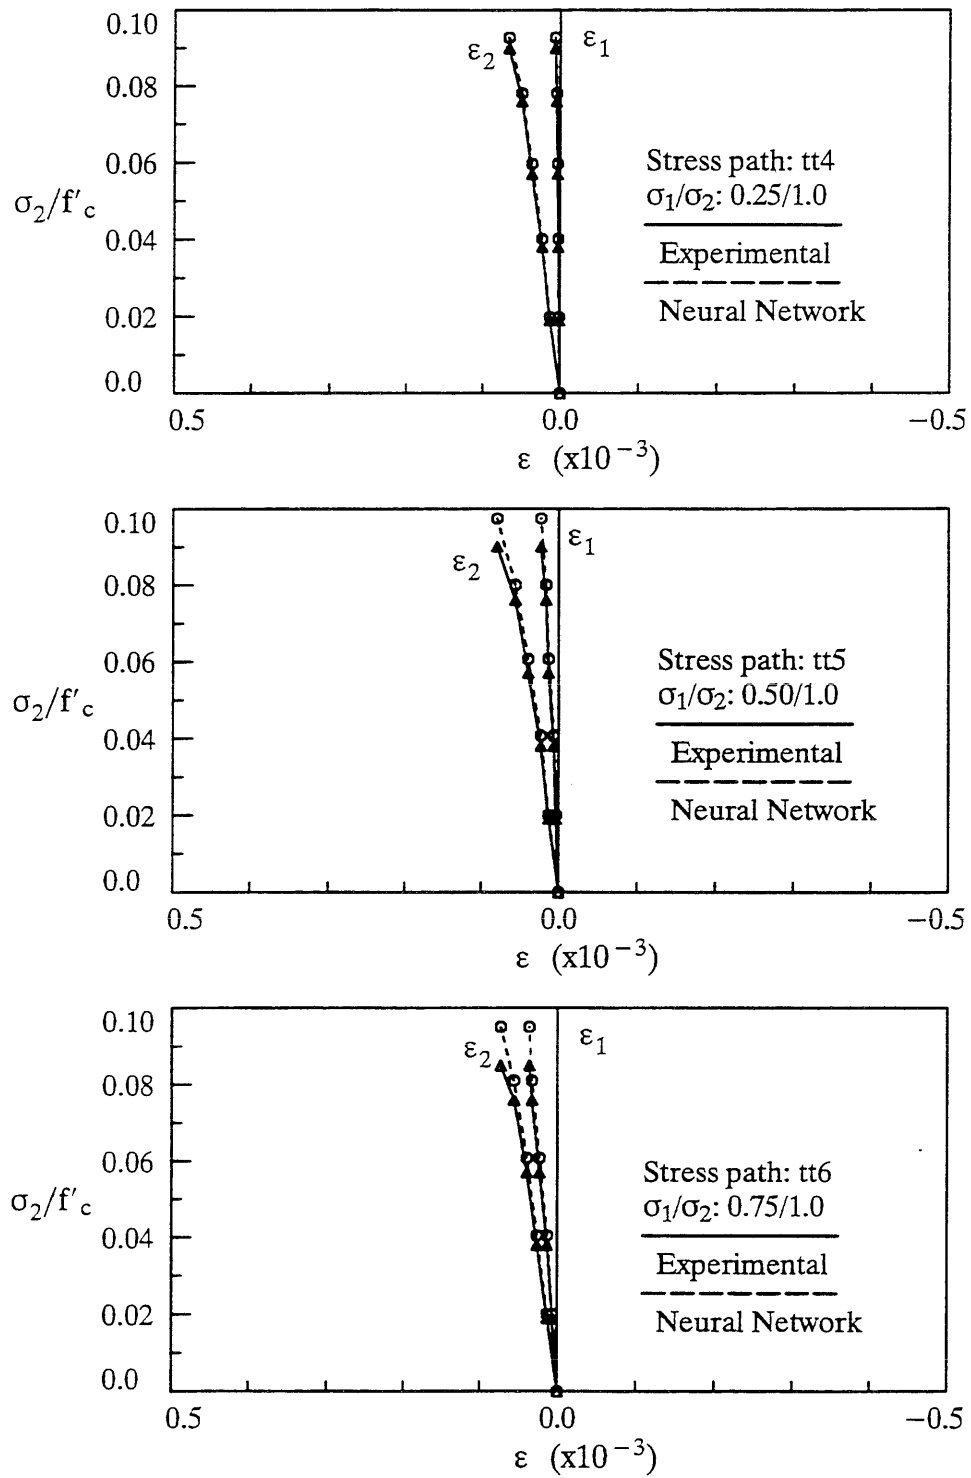 0.10
0.08
0.06
0.04
0.02
0.0
σ₂/f′c
ε₂
ε₁
Stress path: tt4
σ₁/σ₂: 0.25/1.0
Experimental
Neural Network
0.5
0.0
−0.5
ε (x10⁻³)
0.10
0.08
0.06
0.04
0.02
0.0
σ₂/f′c
ε₂
ε₁
Stress path: tt5
σ₁/σ₂: 0.50/1.0
Experimental
Neural Network
0.5
0.0
−0.5
ε (x10⁻³)
0.10
0.08
0.06
0.04
0.02
0.0
σ₂/f′c
ε₂
ε₁
Stress path: tt6
σ₁/σ₂: 0.75/1.0
Experimental
Neural Network
0.5
0.0
−0.5
ε (x10⁻³)